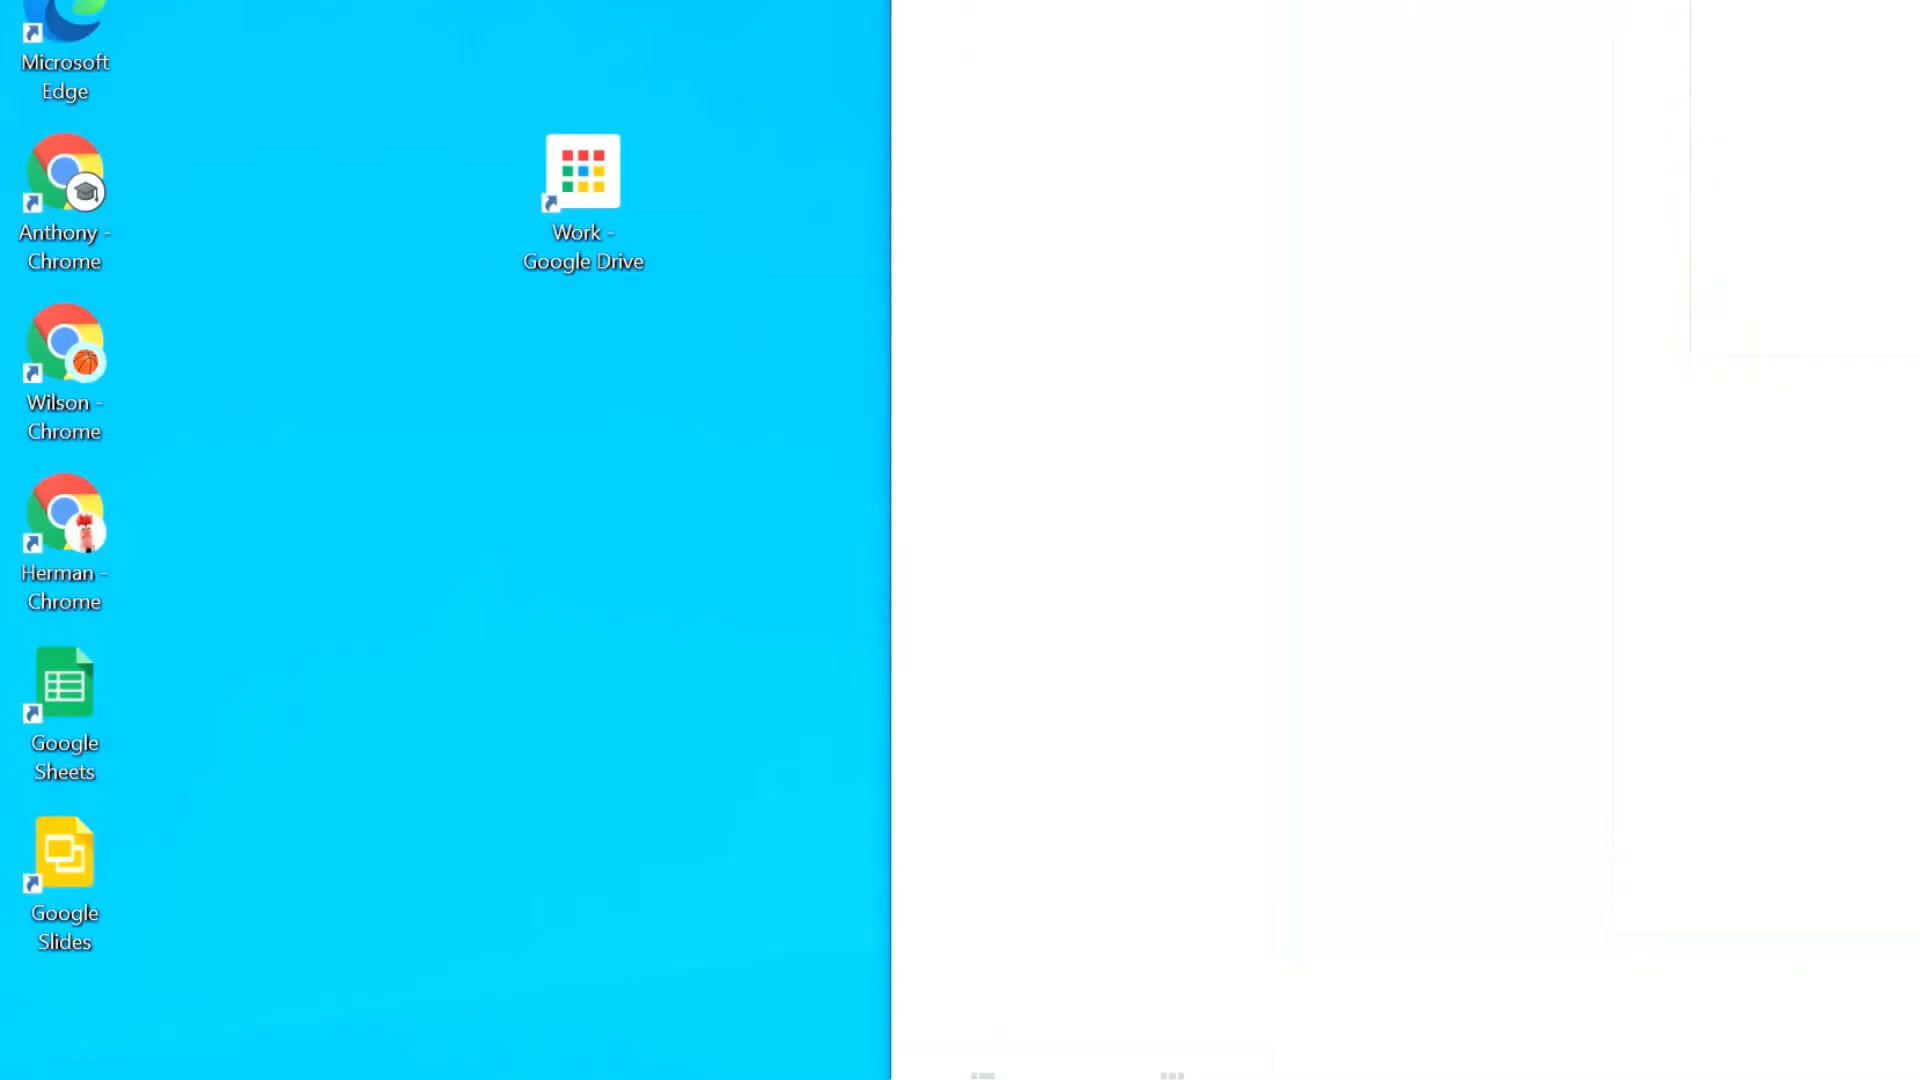 Microsoft
Edge
Anthony -
Chrome
Work -
Google Drive
Wilson -
Chrome
Herman -
Chrome
Google
Sheets
Google
Slides